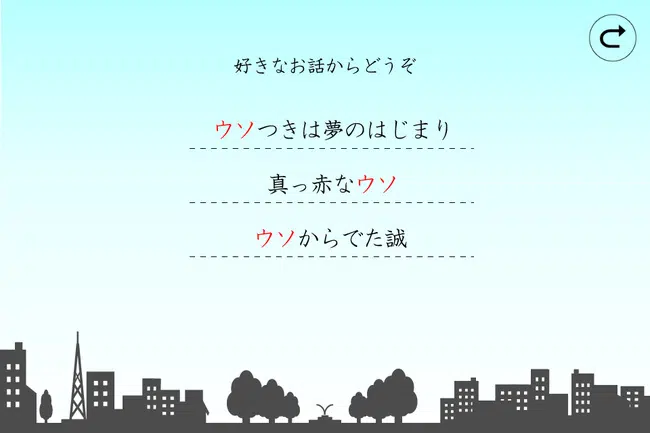 好きなお話からどうぞ
ウソつきは夢のはじまり
真っ赤なウソ
ウソからでた誠